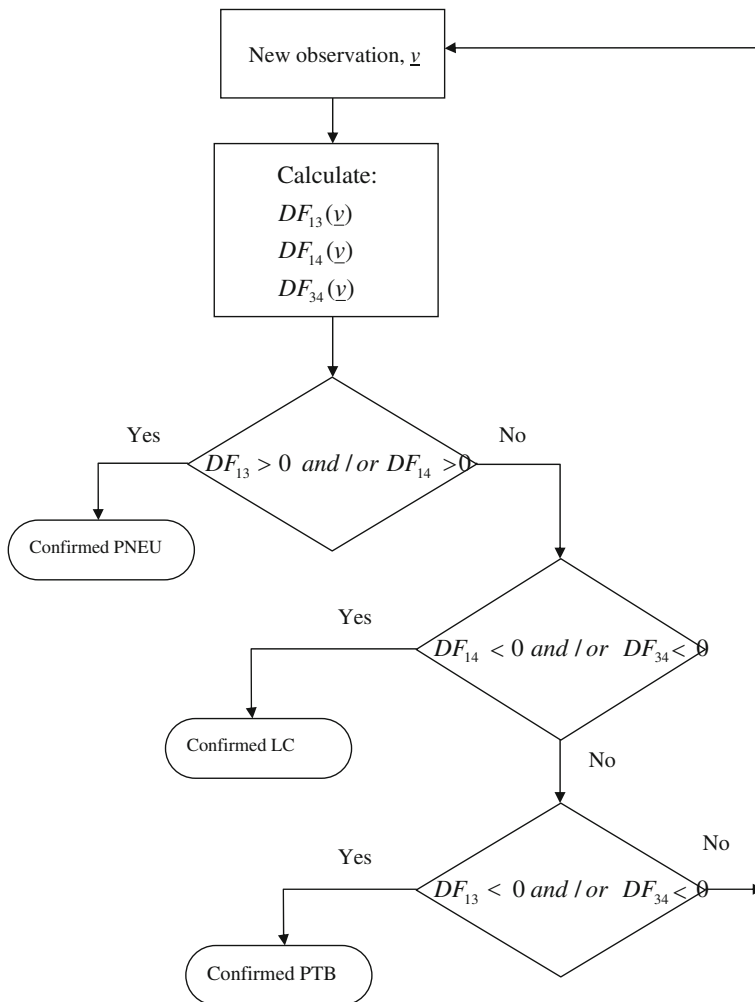 New observation, v
Calculate:
DF₁₃(v)
DF₁₄(v)
DF₃₄(v)
Yes
No
DF₁₃ > 0 and / or DF₁₄ > 0
Confirmed PNEU
Yes
DF₁₄ < 0 and / or DF₃₄ < 0
Confirmed LC
No
Yes
No
DF₁₃ < 0 and / or DF₃₄ < 0
Confirmed PTB